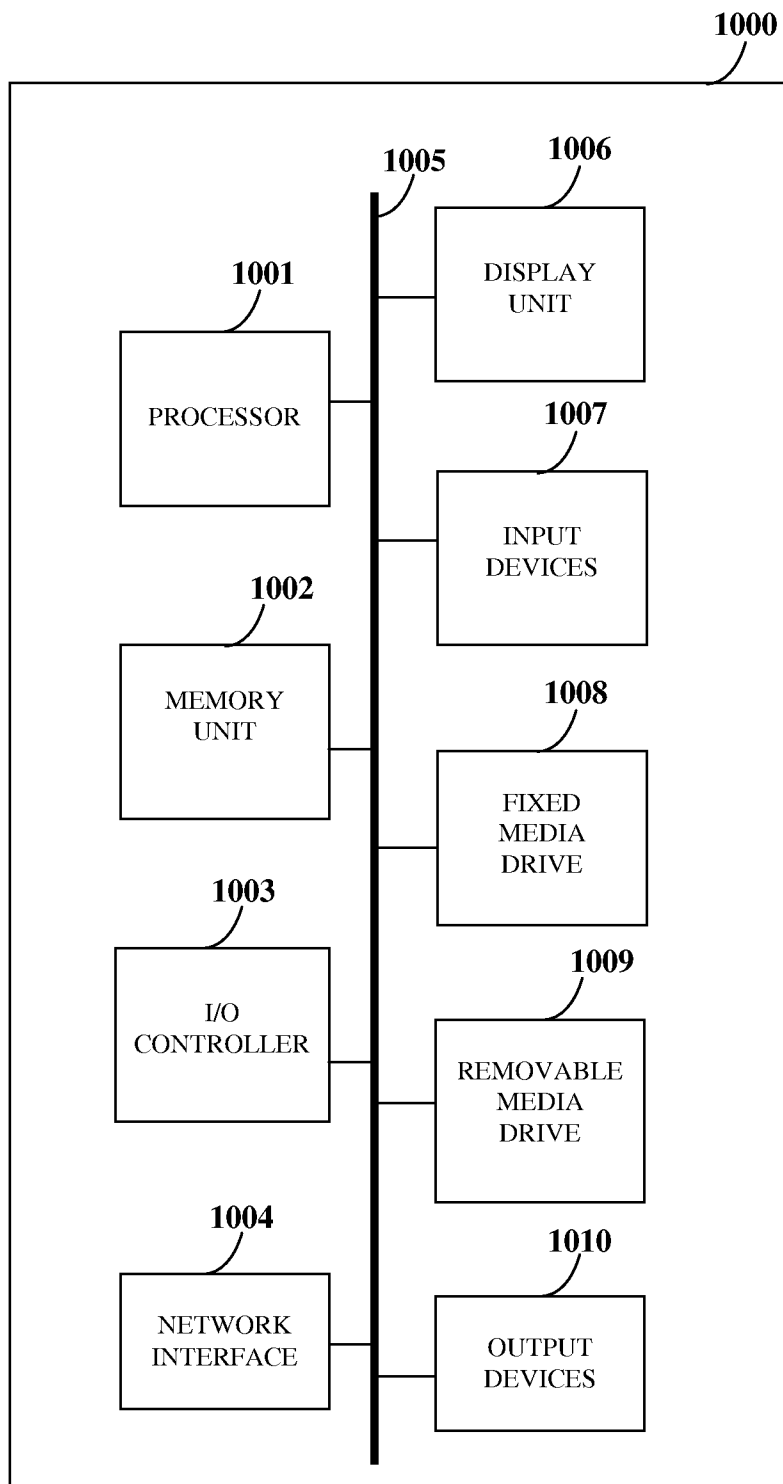 1000
1005
1006
DISPLAY
UNIT
1001
PROCESSOR
1007
INPUT
DEVICES
1002
MEMORY
UNIT
1008
FIXED
MEDIA
DRIVE
1003
I/O
CONTROLLER
1009
REMOVABLE
MEDIA
DRIVE
1004
NETWORK
INTERFACE
1010
OUTPUT
DEVICES